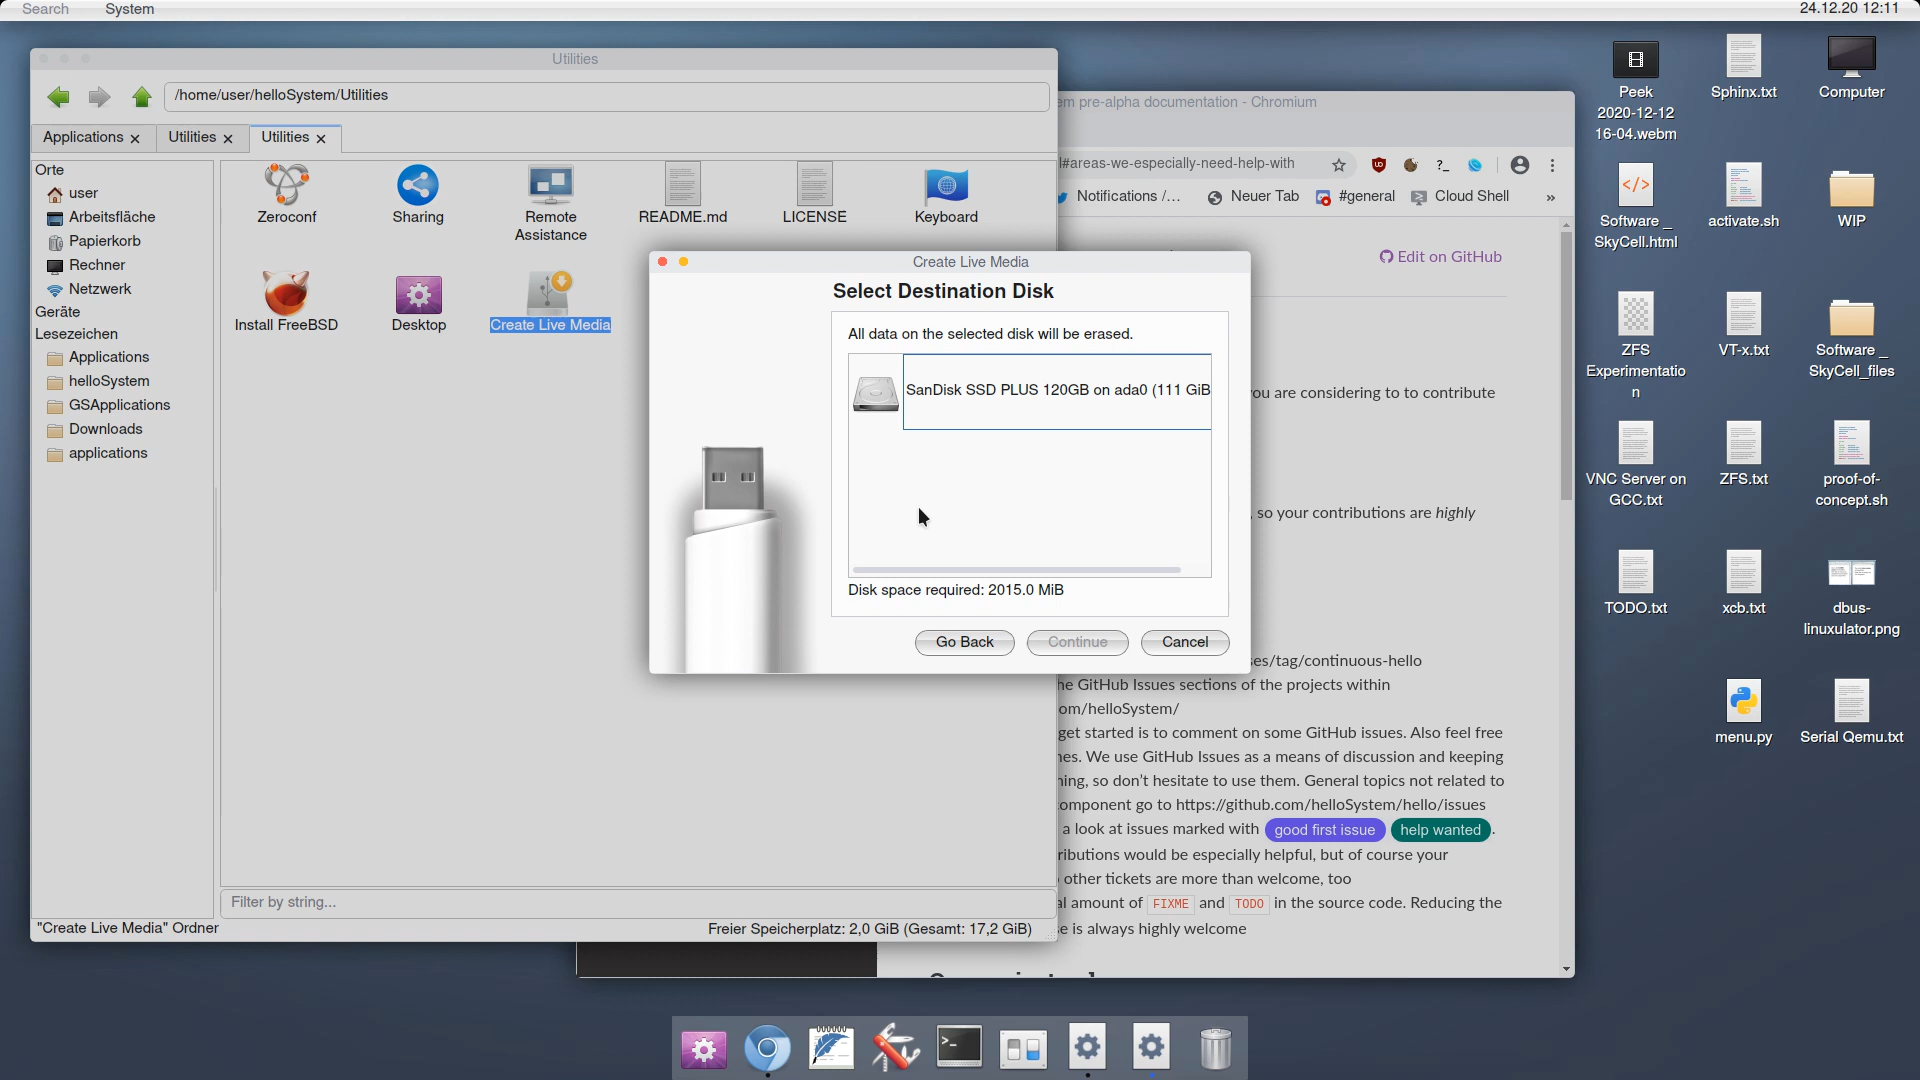 Search System 24.12.20 12:11
Utilities
/home/user/helloSystem/Utilities
Applications Utilities Utilities
Orte
user
Arbeitsfläche
Papierkorb
Rechner
Netzwerk
Geräte
Lesezeichen
Applications
helloSystem
GSApplications
Downloads
applications
Zeroconf
Sharing
Remote
Assistance
README.md
LICENSE
Keyboard
Install FreeBSD
Desktop
Create Live Media
Filter by string...
"Create Live Media" Ordner
Freier Speicherplatz: 2,0 GiB (Gesamt: 17,2 GiB)
Create Live Media
Select Destination Disk
All data on the selected disk will be erased.
SanDisk SSD PLUS 120GB on ada0 (111 GiB
Disk space required: 2015.0 MiB
Go Back Continue Cancel
em pre-alpha documentation - Chromium
l#areas-we-especially-need-help-with
Notifications /... Neuer Tab #general Cloud Shell »
Edit on GitHub
you are considering to to contribute
, so your contributions are highly
ses/tag/continuous-hello
he GitHub Issues sections of the projects within
om/helloSystem/
get started is to comment on some GitHub issues. Also feel free
nes. We use GitHub Issues as a means of discussion and keeping
hing, so don't hesitate to use them. General topics not related to
omponent go to https://github.com/helloSystem/hello/issues
a look at issues marked with good first issue help wanted .
ributions would be especially helpful, but of course your
other tickets are more than welcome, too
al amount of FIXME and TODO in the source code. Reducing the
e is always highly welcome
Peek
2020-12-12
16-04.webm
Sphinx.txt
Computer
Software _
SkyCell.html
activate.sh
WIP
ZFS
Experimentatio
n
VT-x.txt
Software _
SkyCell_files
VNC Server on
GCC.txt
ZFS.txt
proof-of-
concept.sh
TODO.txt
xcb.txt
dbus-
linuxulator.png
menu.py
Serial Qemu.txt